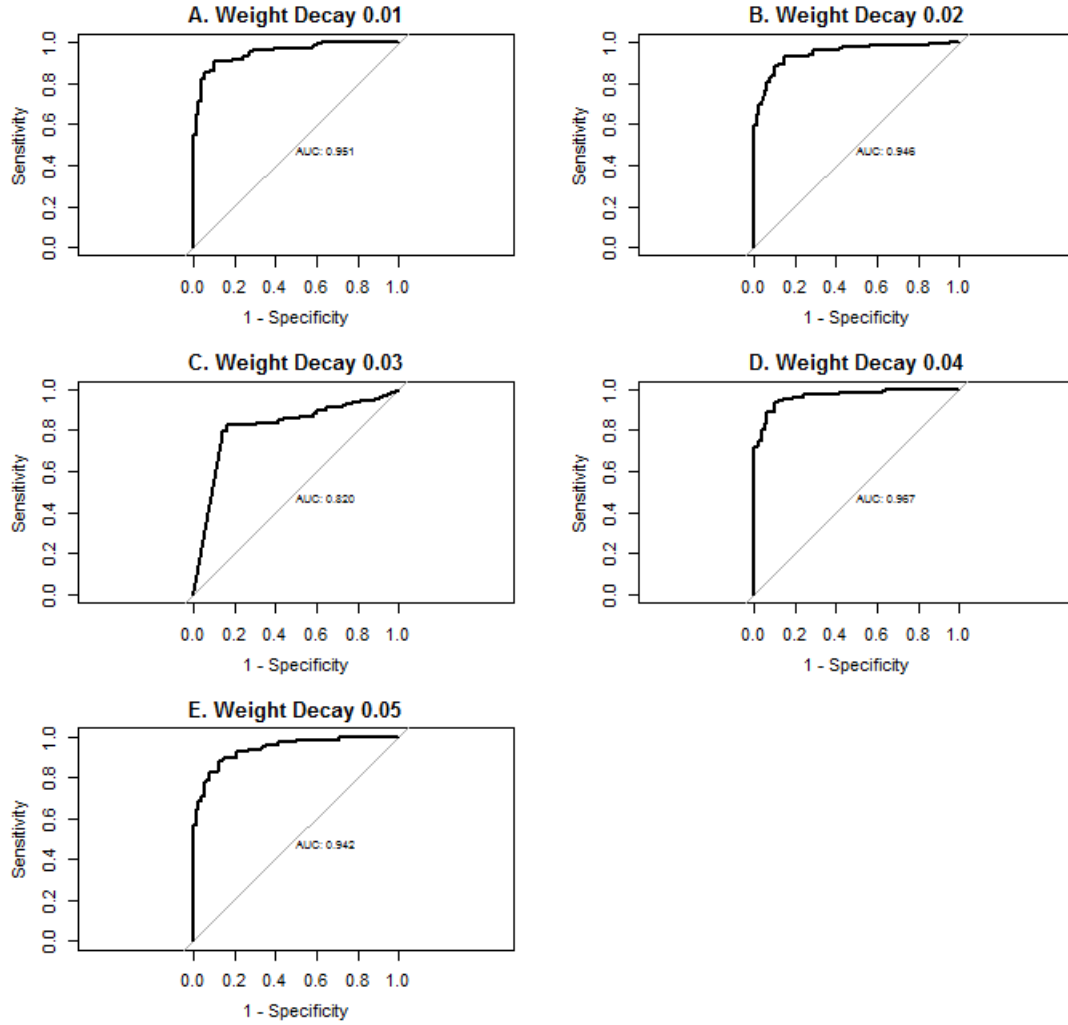 A. Weight Decay 0.01
Sensitivity
0.0 0.2 0.4 0.6 0.8 1.0
AUC: 0.951
0.0 0.2 0.4 0.6 0.8 1.0
1 - Specificity
B. Weight Decay 0.02
Sensitivity
0.0 0.2 0.4 0.6 0.8 1.0
AUC: 0.946
0.0 0.2 0.4 0.6 0.8 1.0
1 - Specificity
C. Weight Decay 0.03
Sensitivity
0.0 0.2 0.4 0.6 0.8 1.0
AUC: 0.820
0.0 0.2 0.4 0.6 0.8 1.0
1 - Specificity
D. Weight Decay 0.04
Sensitivity
0.0 0.2 0.4 0.6 0.8 1.0
AUC: 0.967
0.0 0.2 0.4 0.6 0.8 1.0
1 - Specificity
E. Weight Decay 0.05
Sensitivity
0.0 0.2 0.4 0.6 0.8 1.0
AUC: 0.942
0.0 0.2 0.4 0.6 0.8 1.0
1 - Specificity